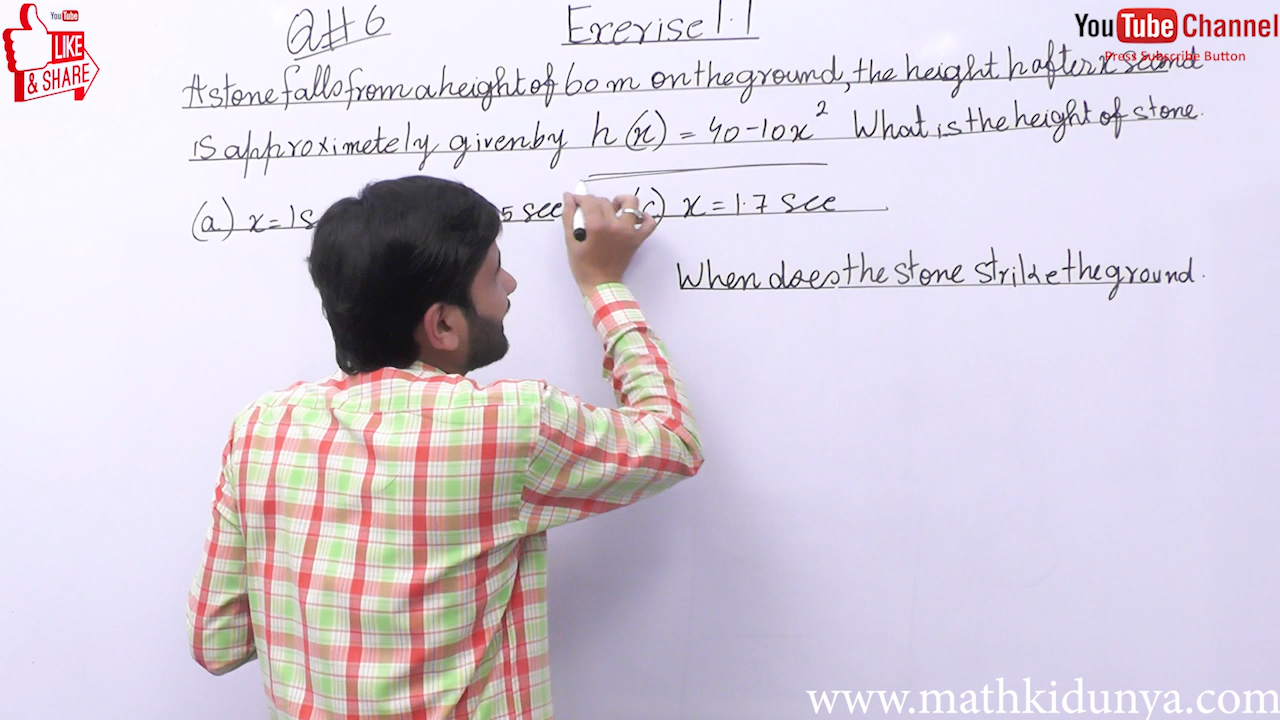 YouTube
LIKE
& SHARE
Q#6 Exercise 1.1
YouTube Channel
Press Subscribe Button
A stone falls from a height of 60 m on the ground, the height h after x second
is approximetely given by h(x) = 40-10x² What is the height of stone.
(a) x=1s 5 sec (c) x=1.7 sec
When does the stone strike the ground.
www.mathkidunya.com